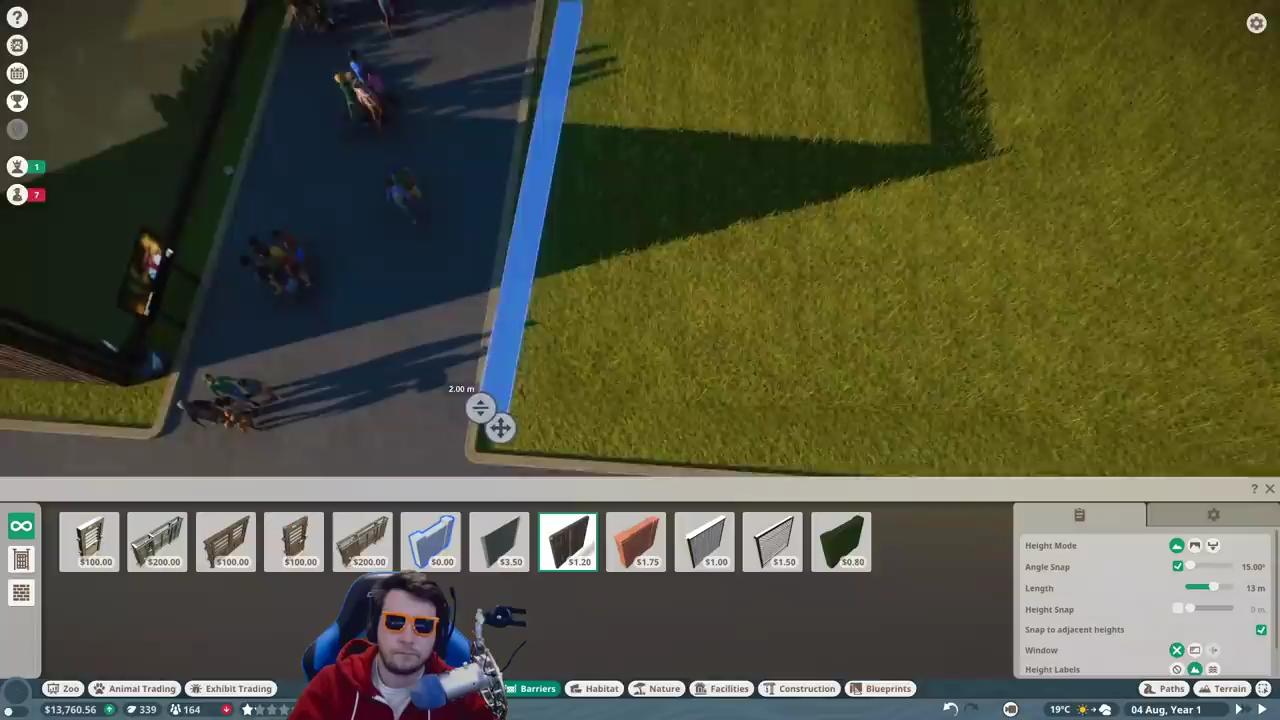 ?
1
7
2.00 m
?
$100.00
$200.00
$100.00
$100.00
$200.00
$0.00
$3.50
$1.20
$1.75
$1.00
$1.50
$0.80
Height Mode
Angle Snap 15.00°
Length 13 m
Height Snap 0 m
Snap to adjacent heights
Window
Height Labels
Zoo
Animal Trading
Exhibit Trading
Barriers
Habitat
Nature
Facilities
Construction
Blueprints
Paths
Terrain
$13,760.56
339
164
19°C
04 Aug, Year 1